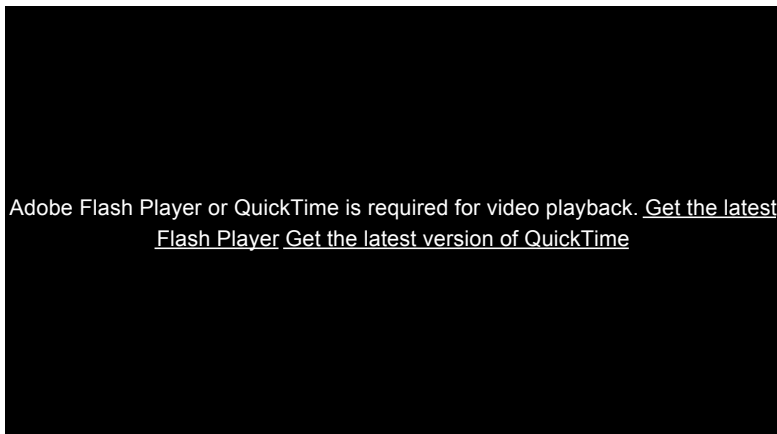 Adobe Flash Player or QuickTime is required for video playback. Get the latest
Flash Player Get the latest version of QuickTime